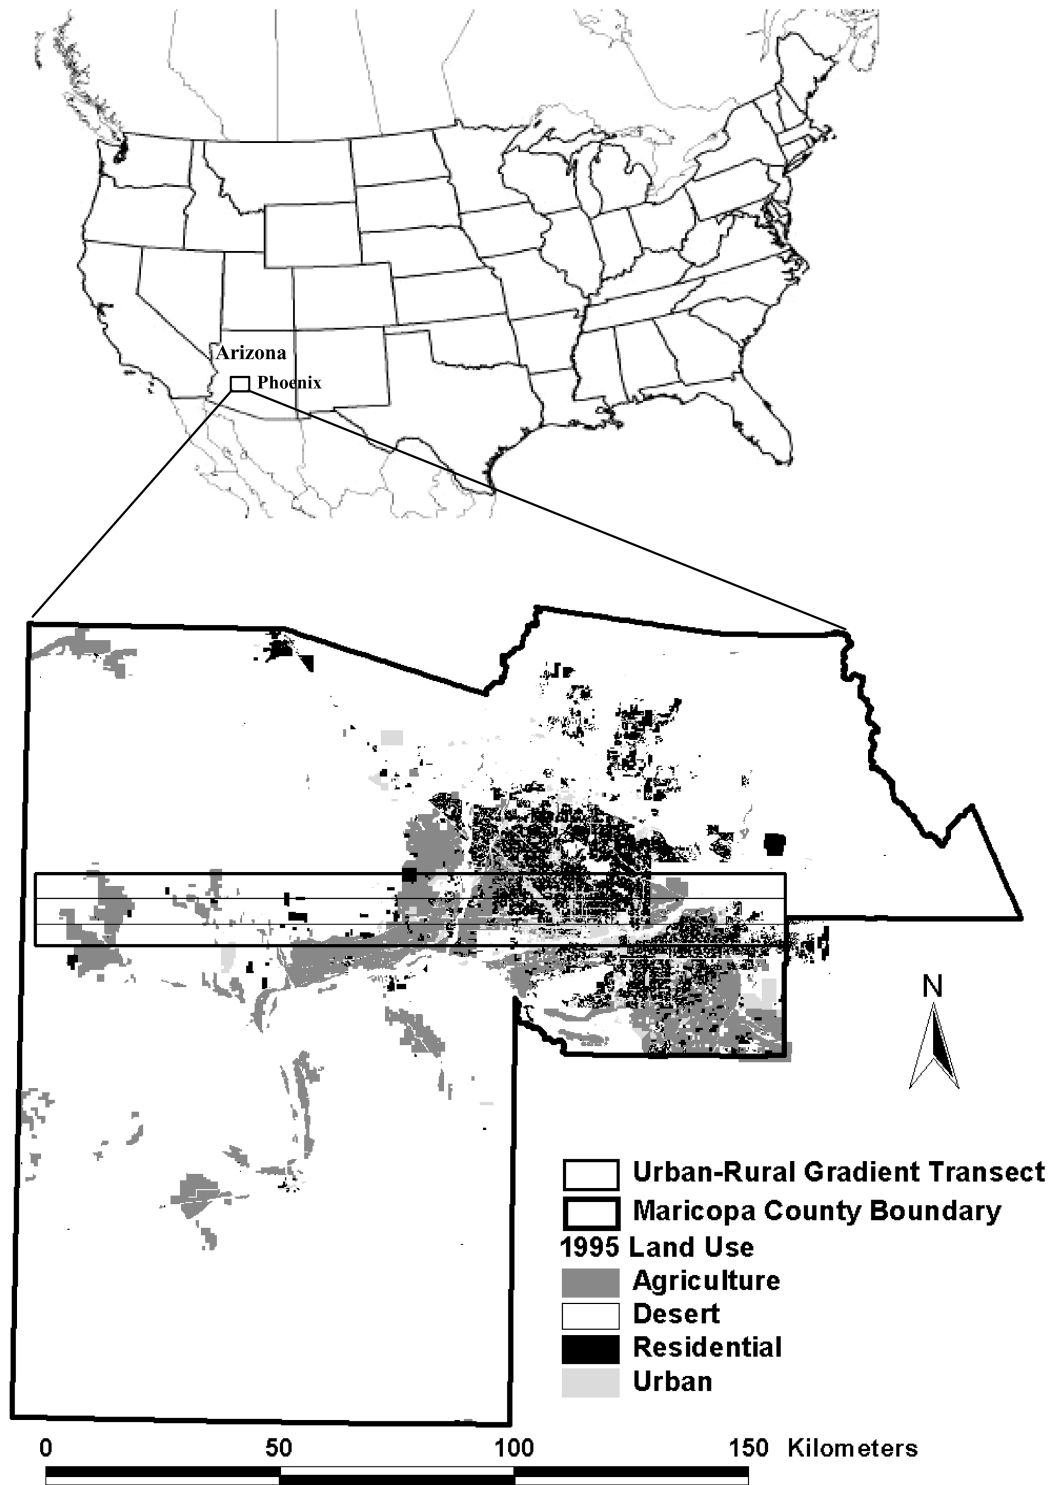 Arizona
Phoenix
N
Urban-Rural Gradient Transect
Maricopa County Boundary
1995 Land Use
Agriculture
Desert
Residential
Urban
0 50 100 150 Kilometers